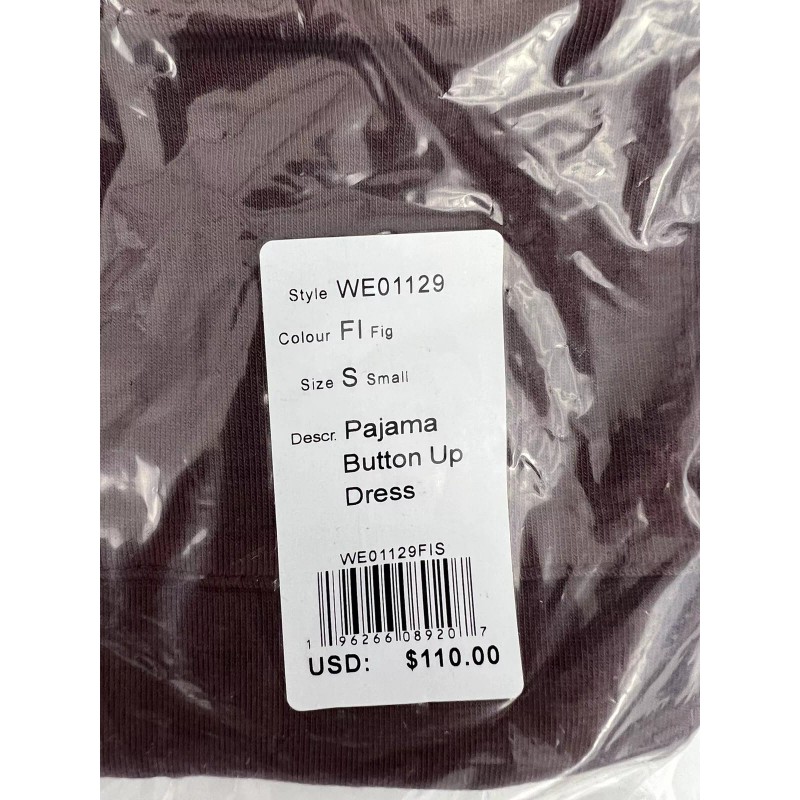 Style WE01129
Colour FI Fig
Size S Small
Descr. Pajama
Button Up
Dress
WE01129FIS
1 96266 08920 7
USD: $110.00